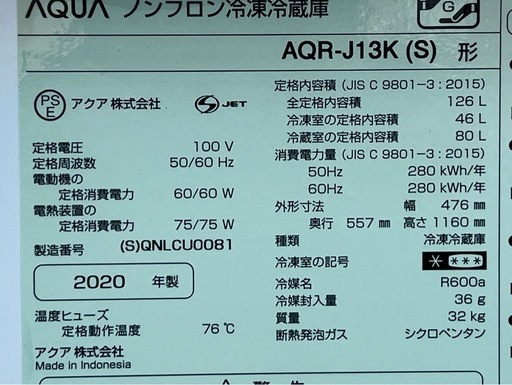 AQUA ノンフロン冷凍冷蔵庫
G
AQR-J13K (S) 形
PS
E
アクア 株式会社
S JET
定格電圧 100 V
定格周波数 50/60 Hz
電動機の
定格消費電力 60/60 W
電熱装置の
定格消費電力 75/75 W
製造番号 (S)QNLCU0081
2020 年製
温度ヒューズ
定格動作温度 76℃
アクア 株式会社
Made in Indonesia
定格内容積 (JIS C 9801-3 : 2015)
全定格内容積 126 L
冷凍室の定格内容積 46 L
冷蔵室の定格内容積 80 L
消費電力量 (JIS C 9801-3 : 2015)
50Hz 280 kWh/年
60Hz 280 kWh/年
外形寸法 幅 476 ㎜
奥行 557 ㎜ 高さ 1160 ㎜
種類 冷凍冷蔵庫
冷凍室の記号 * ***
冷媒名 R600a
冷媒封入量 36 g
質量 32 kg
断熱発泡ガス シクロペンタン
警告